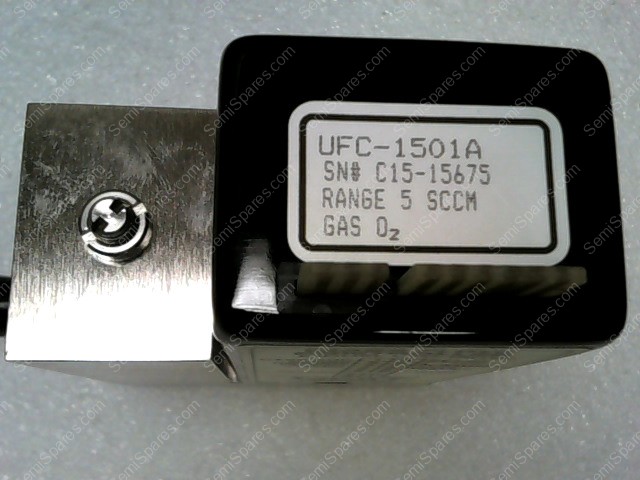 UFC-1501A
SN# C15-15675
RANGE 5 SCCM
GAS O₂
SemiSpares.com